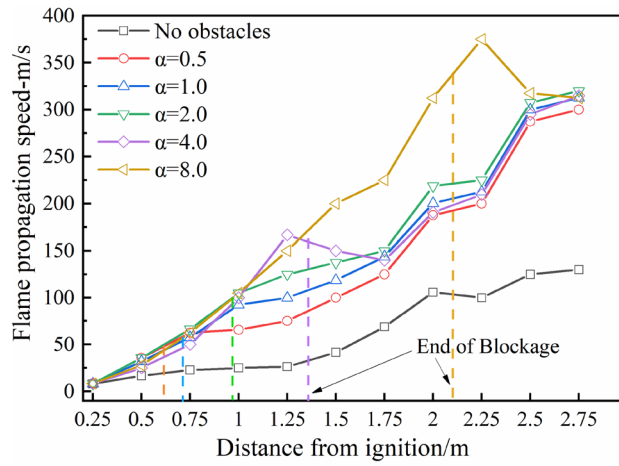 400
350
300
250
200
150
100
50
0
Flame propagation speed-m/s
No obstacles
α=0.5
α=1.0
α=2.0
α=4.0
α=8.0
End of Blockage
0.25 0.5 0.75 1 1.25 1.5 1.75 2 2.25 2.5 2.75
Distance from ignition/m